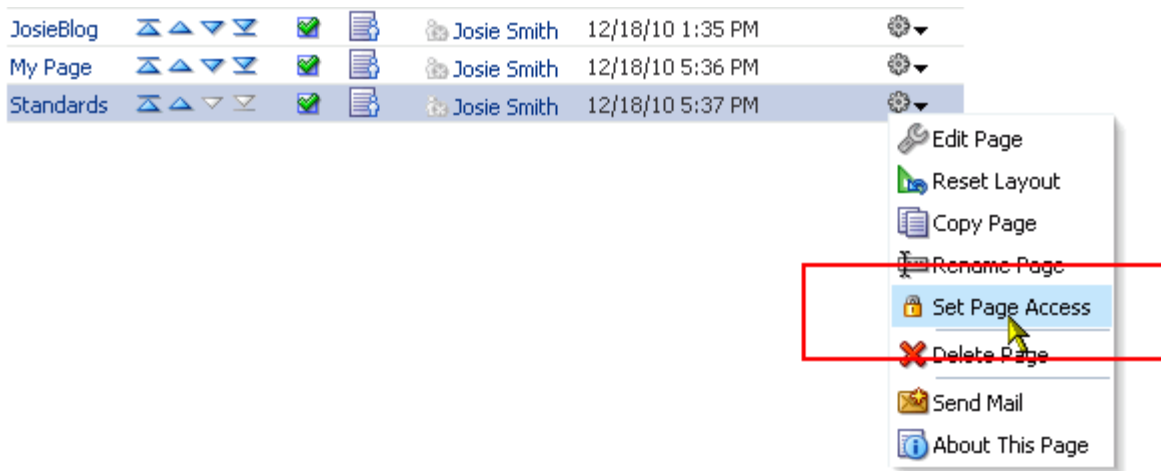 JosieBlog Josie Smith 12/18/10 1:35 PM
My Page Josie Smith 12/18/10 5:36 PM
Standards Josie Smith 12/18/10 5:37 PM
Edit Page
Reset Layout
Copy Page
Rename Page
Set Page Access
Delete Page
Send Mail
About This Page